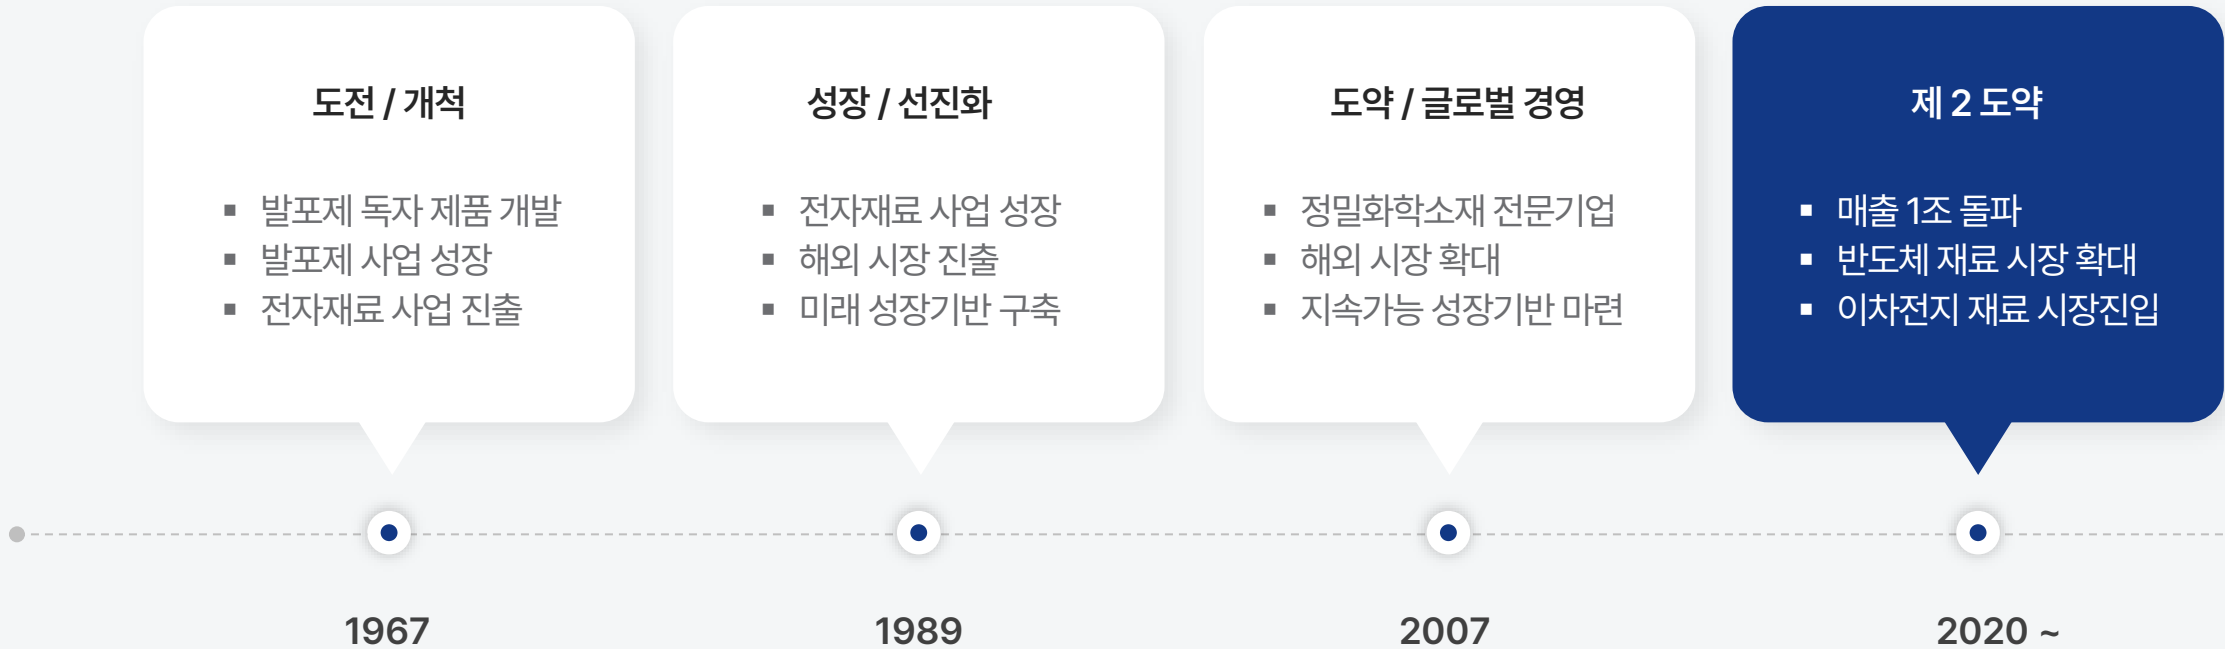 도전 / 개척
▪ 발포제 독자 제품 개발
▪ 발포제 사업 성장
▪ 전자재료 사업 진출
1967
성장 / 선진화
▪ 전자재료 사업 성장
▪ 해외 시장 진출
▪ 미래 성장기반 구축
1989
도약 / 글로벌 경영
▪ 정밀화학소재 전문기업
▪ 해외 시장 확대
▪ 지속가능 성장기반 마련
2007
제 2 도약
▪ 매출 1조 돌파
▪ 반도체 재료 시장 확대
▪ 이차전지 재료 시장진입
2020 ~